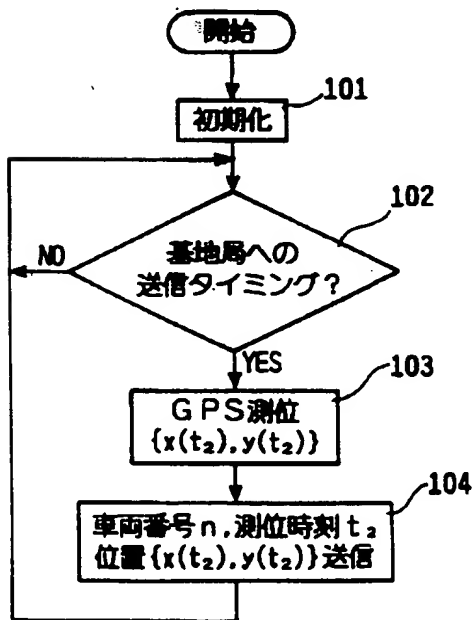 開始
101
初期化
102
NO
基地局への
送信タイミング？
YES
103
GPS測位
{x(t₂),y(t₂)}
104
車両番号n,測位時刻t₂
位置{x(t₂),y(t₂)}送信